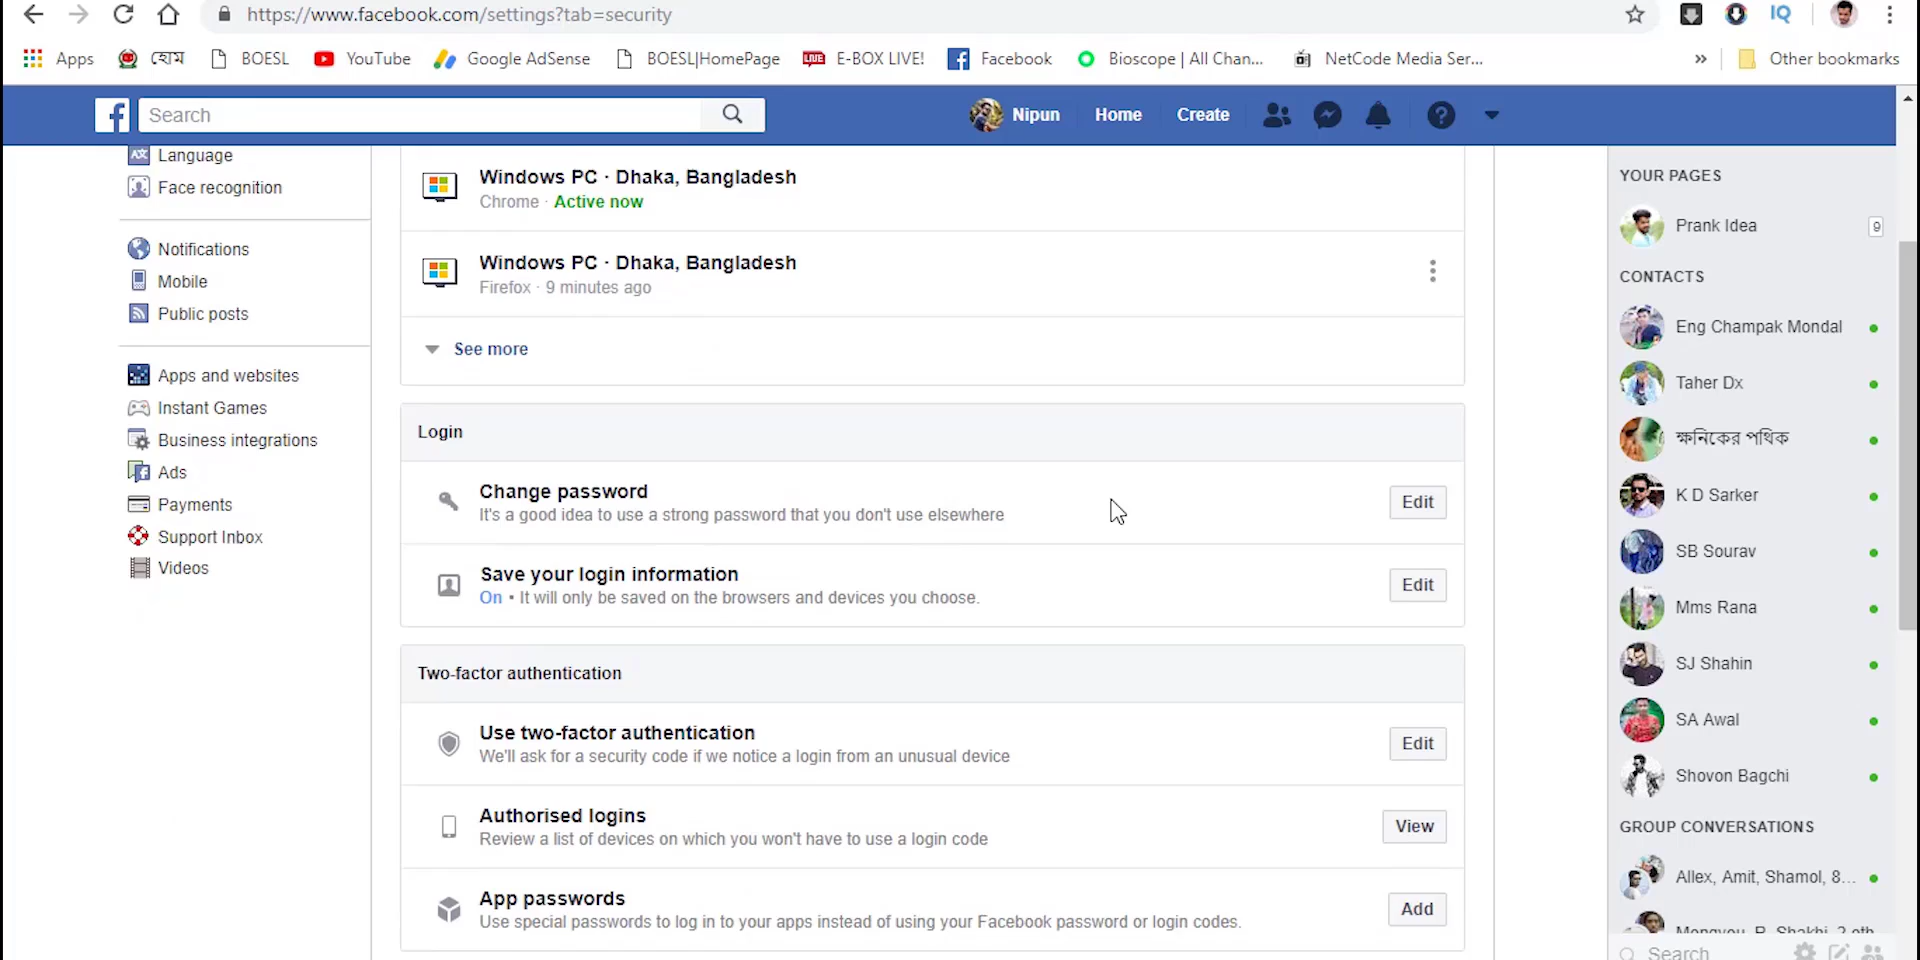 https://www.facebook.com/settings?tab=security
IQ
Apps
হোম
BOESL
YouTube
Google AdSense
BOESL|HomePage
LIVE
E-BOX LIVE!
Facebook
Bioscope | All Chan...
NetCode Media Ser...
»
Other bookmarks
Search
Nipun
Home
Create
Language
Face recognition
Notifications
Mobile
Public posts
Apps and websites
Instant Games
Business integrations
Ads
Payments
Support Inbox
Videos
Windows PC · Dhaka, Bangladesh
Chrome · Active now
Windows PC · Dhaka, Bangladesh
Firefox · 9 minutes ago
See more
Login
Change password
It's a good idea to use a strong password that you don't use elsewhere
Edit
Save your login information
On • It will only be saved on the browsers and devices you choose.
Edit
Two-factor authentication
Use two-factor authentication
We'll ask for a security code if we notice a login from an unusual device
Edit
Authorised logins
Review a list of devices on which you won't have to use a login code
View
App passwords
Use special passwords to log in to your apps instead of using your Facebook password or login codes.
Add
YOUR PAGES
Prank Idea
9
CONTACTS
Eng Champak Mondal
Taher Dx
ক্ষনিকের পথিক
K D Sarker
SB Sourav
Mms Rana
SJ Shahin
SA Awal
Shovon Bagchi
GROUP CONVERSATIONS
Allex, Amit, Shamol, 8...
Search